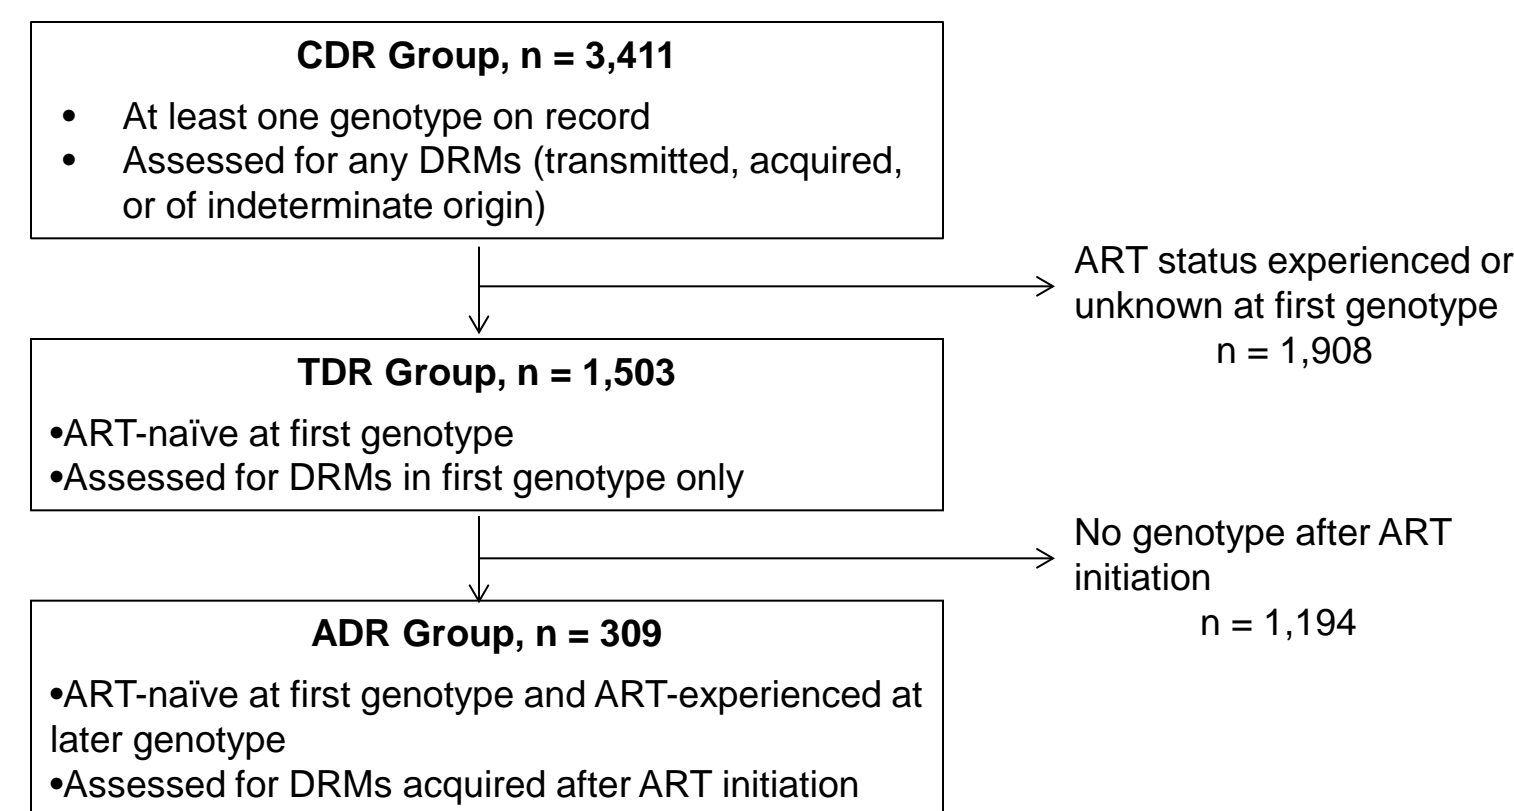 CDR Group, n = 3,411
• At least one genotype on record
• Assessed for any DRMs (transmitted, acquired,
or of indeterminate origin)
ART status experienced or
unknown at first genotype
n = 1,908
TDR Group, n = 1,503
•ART-naïve at first genotype
•Assessed for DRMs in first genotype only
No genotype after ART
initiation
n = 1,194
ADR Group, n = 309
•ART-naïve at first genotype and ART-experienced at
later genotype
•Assessed for DRMs acquired after ART initiation